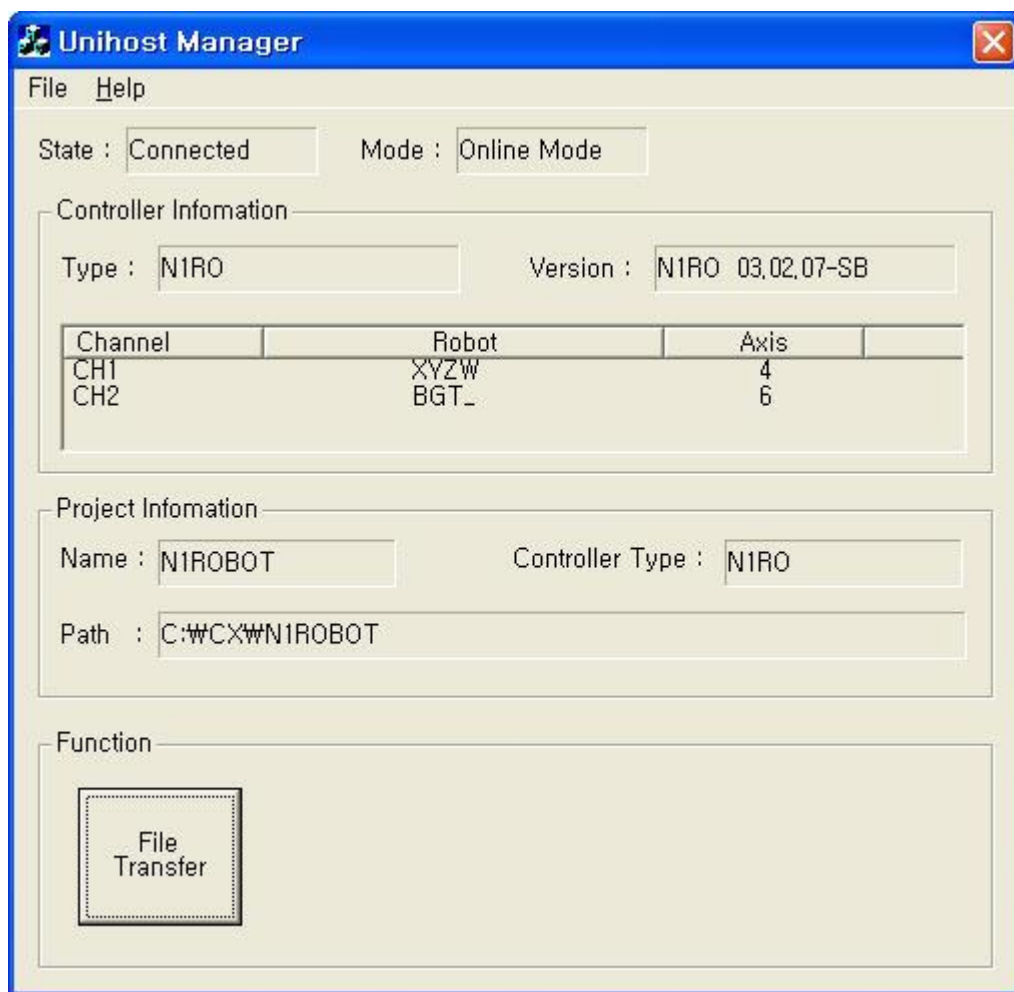 Unihost Manager
File Help
State : Connected Mode : Online Mode
Controller Infomation
Type : N1RO Version : N1RO 03,02,07-SB
Channel Robot Axis
CH1 XYZW 4
CH2 BGT_ 6
Project Infomation
Name : N1ROBOT Controller Type : N1RO
Path : C:₩CX₩N1ROBOT
Function
File
Transfer